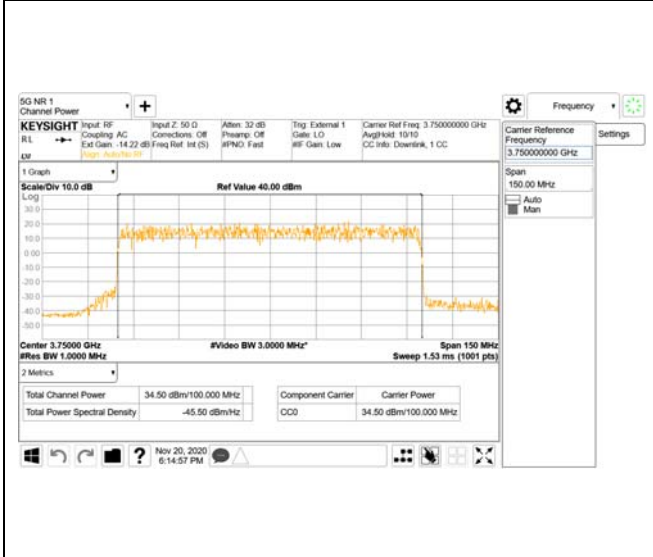 5G NR 1
Channel Power
Frequency
KEYSIGHT
Input: RF
Input Z: 50 Ω
Atten: 32 dB
Trig: External 1
Carrier Ref Freq: 3.750000000 GHz
RL
Coupling: AC
Corrections: Off
Preamp: Off
Gate: LO
Avg|Hold: 10/10
Ext Gain: -14.22 dB
Freq Ref: Int (S)
#PNO: Fast
#IF Gain: Low
CC Info: Downlink, 1 CC
Align: Auto/No RF
Carrier Reference
Frequency
3.750000000 GHz
Settings
Span
150.00 MHz
Auto
Man
1 Graph
Scale/Div 10.0 dB
Ref Value 40.00 dBm
Log
30.0
20.0
10.0
0.00
-10.0
-20.0
-30.0
-40.0
-50.0
Center 3.75000 GHz
#Video BW 3.0000 MHz*
Span 150 MHz
#Res BW 1.0000 MHz
Sweep 1.53 ms (1001 pts)
2 Metrics
Total Channel Power
34.50 dBm/100.000 MHz
Component Carrier
Carrier Power
Total Power Spectral Density
-45.50 dBm/Hz
CC0
34.50 dBm/100.000 MHz
?
Nov 20, 2020
6:14:57 PM